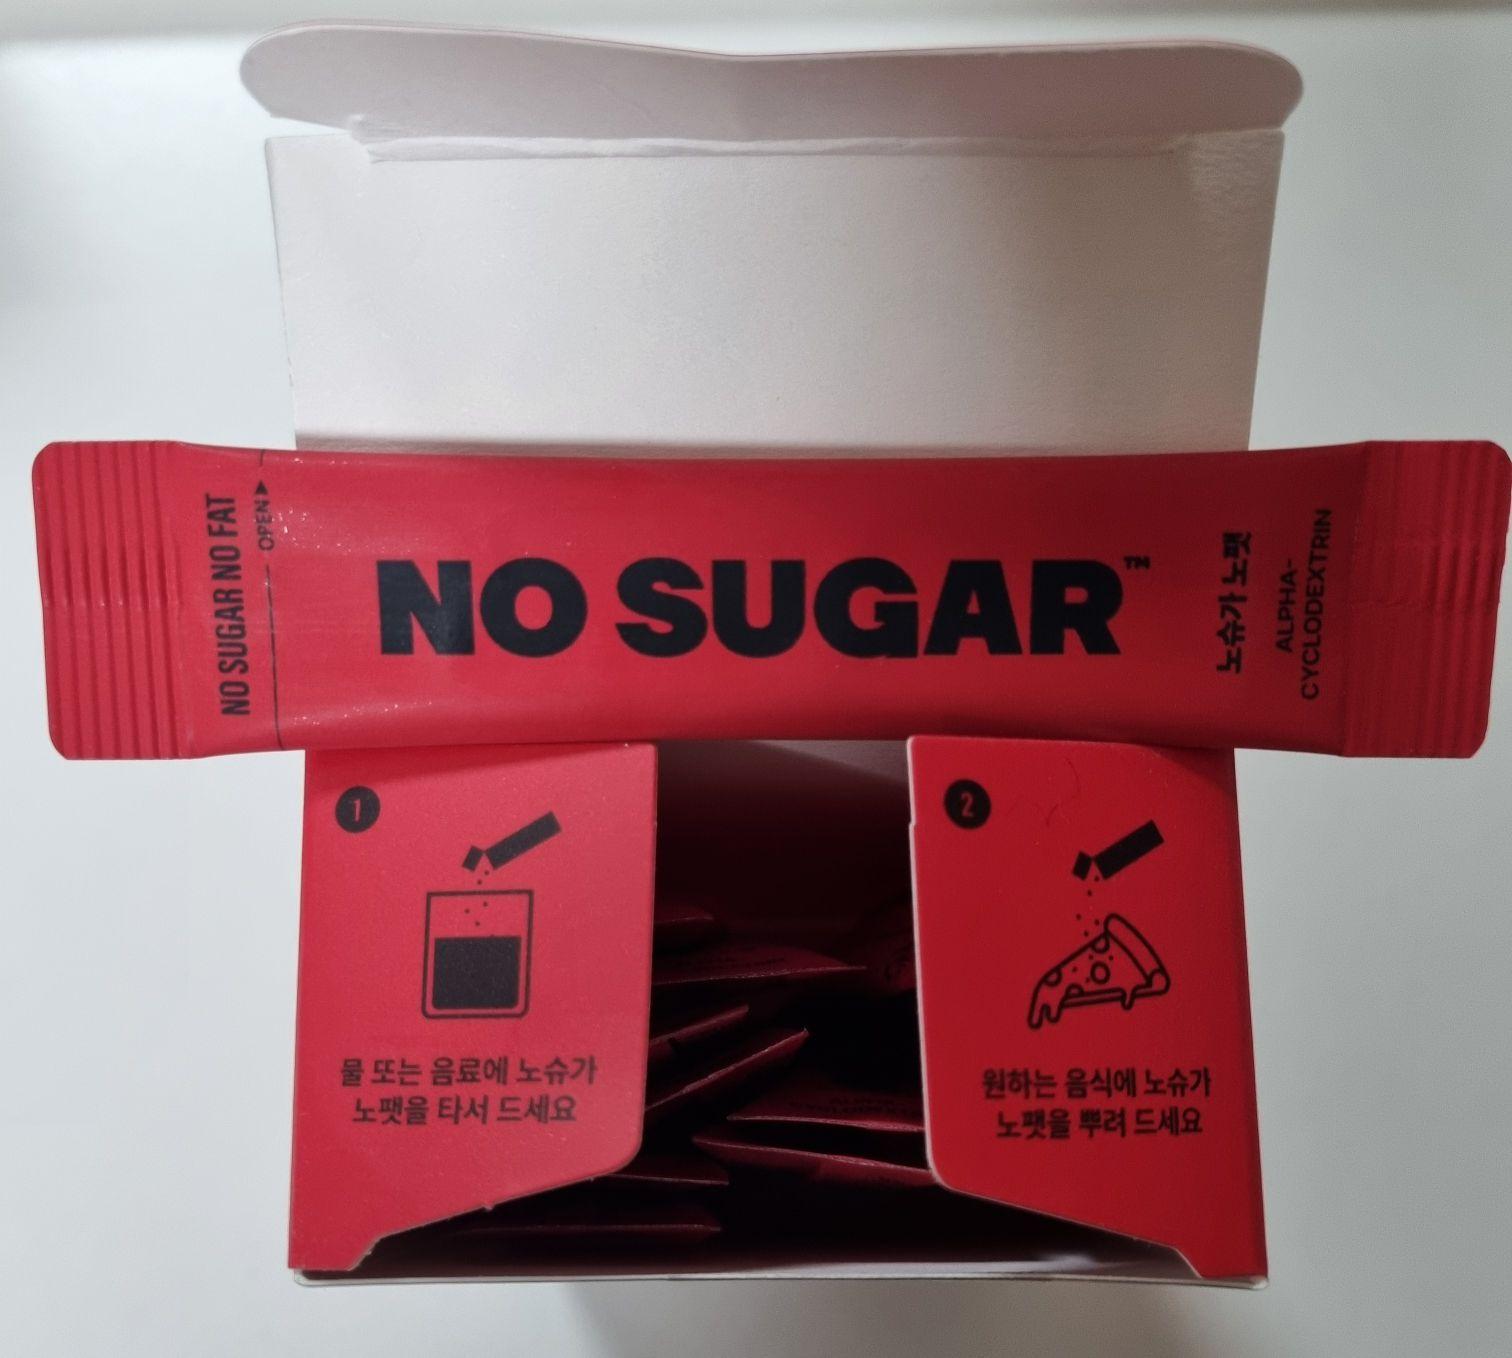 NO SUGAR NO FAT
OPEN▶
NO SUGAR™
노슈가 노팻
ALPHA-
CYCLODEXTRIN
1
물 또는 음료에 노슈가
노팻을 타서 드세요
2
원하는 음식에 노슈가
노팻을 뿌려 드세요